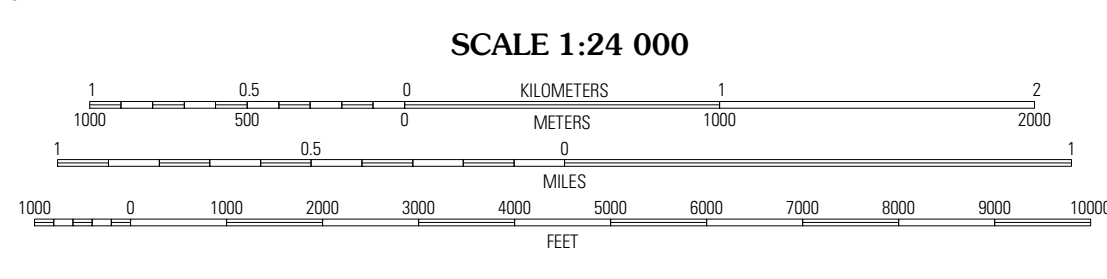 SCALE 1:24 000
1 0.5 0 KILOMETERS 1 2
1000 500 0 METERS 1000 2000
1 0.5 0 1
MILES
1000 0 1000 2000 3000 4000 5000 6000 7000 8000 9000 10000
FEET